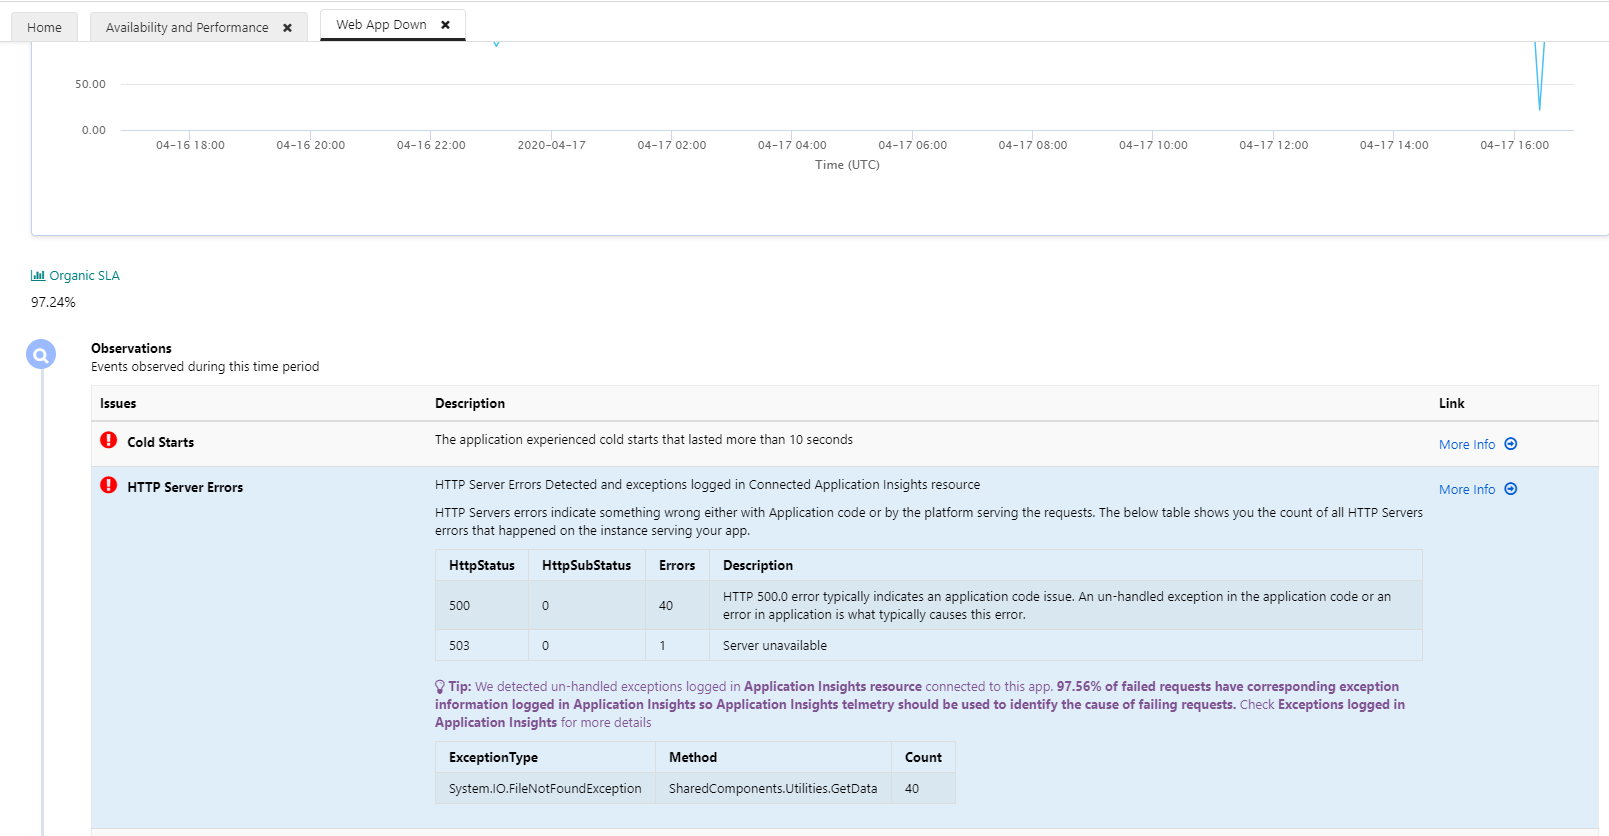 Home
Availability and Performance ✖
Web App Down ✖
50.00
0.00
04-16 18:00 04-16 20:00 04-16 22:00 2020-04-17 04-17 02:00 04-17 04:00 04-17 06:00 04-17 08:00 04-17 10:00 04-17 12:00 04-17 14:00 04-17 16:00
Time (UTC)
Organic SLA
97.24%
Observations
Events observed during this time period
Issues Description Link
Cold Starts The application experienced cold starts that lasted more than 10 seconds More Info
HTTP Server Errors HTTP Server Errors Detected and exceptions logged in Connected Application Insights resource More Info
HTTP Servers errors indicate something wrong either with Application code or by the platform serving the requests. The below table shows you the count of all HTTP Servers
errors that happened on the instance serving your app.
HttpStatus HttpSubStatus Errors Description
500 0 40 HTTP 500.0 error typically indicates an application code issue. An un-handled exception in the application code or an
error in application is what typically causes this error.
503 0 1 Server unavailable
Tip: We detected un-handled exceptions logged in Application Insights resource connected to this app. 97.56% of failed requests have corresponding exception
information logged in Application Insights so Application Insights telmetry should be used to identify the cause of failing requests. Check Exceptions logged in
Application Insights for more details
ExceptionType Method Count
System.IO.FileNotFoundException SharedComponents.Utilities.GetData 40